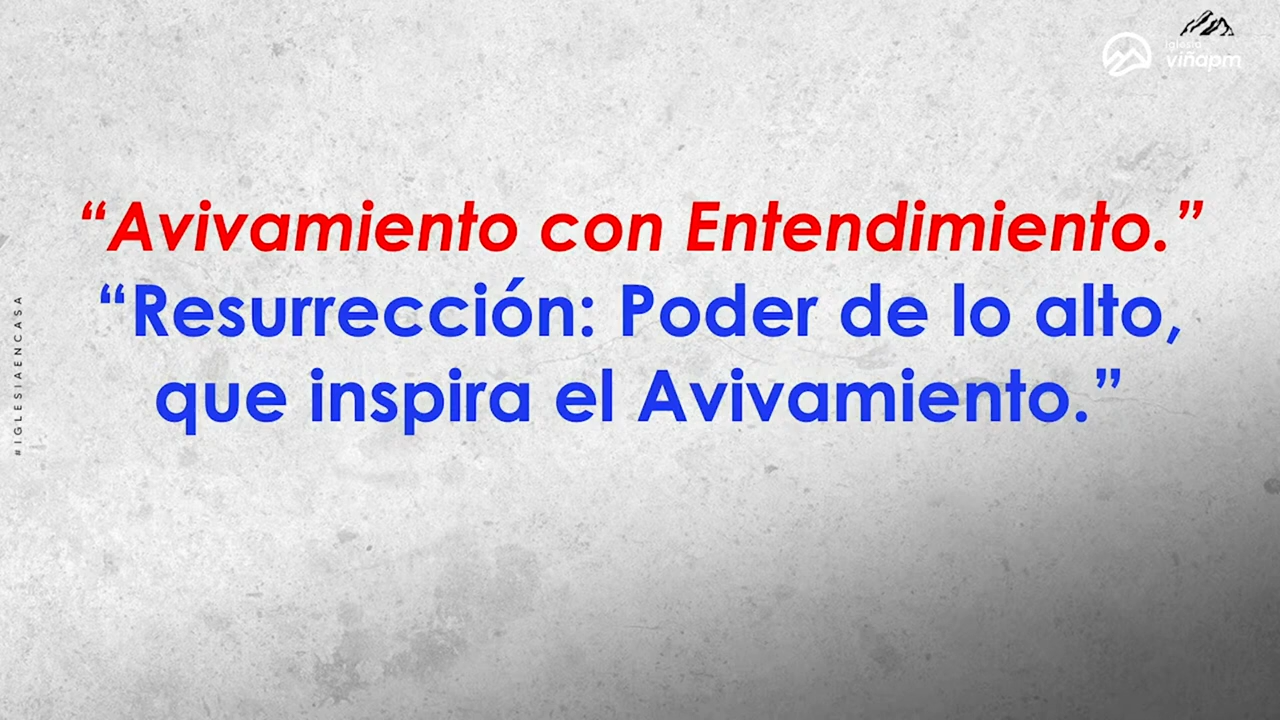 Iglesia
viñapm
“Avivamiento con Entendimiento.”
“Resurrección: Poder de lo alto,
que inspira el Avivamiento.”
#IGLESIAENCASA